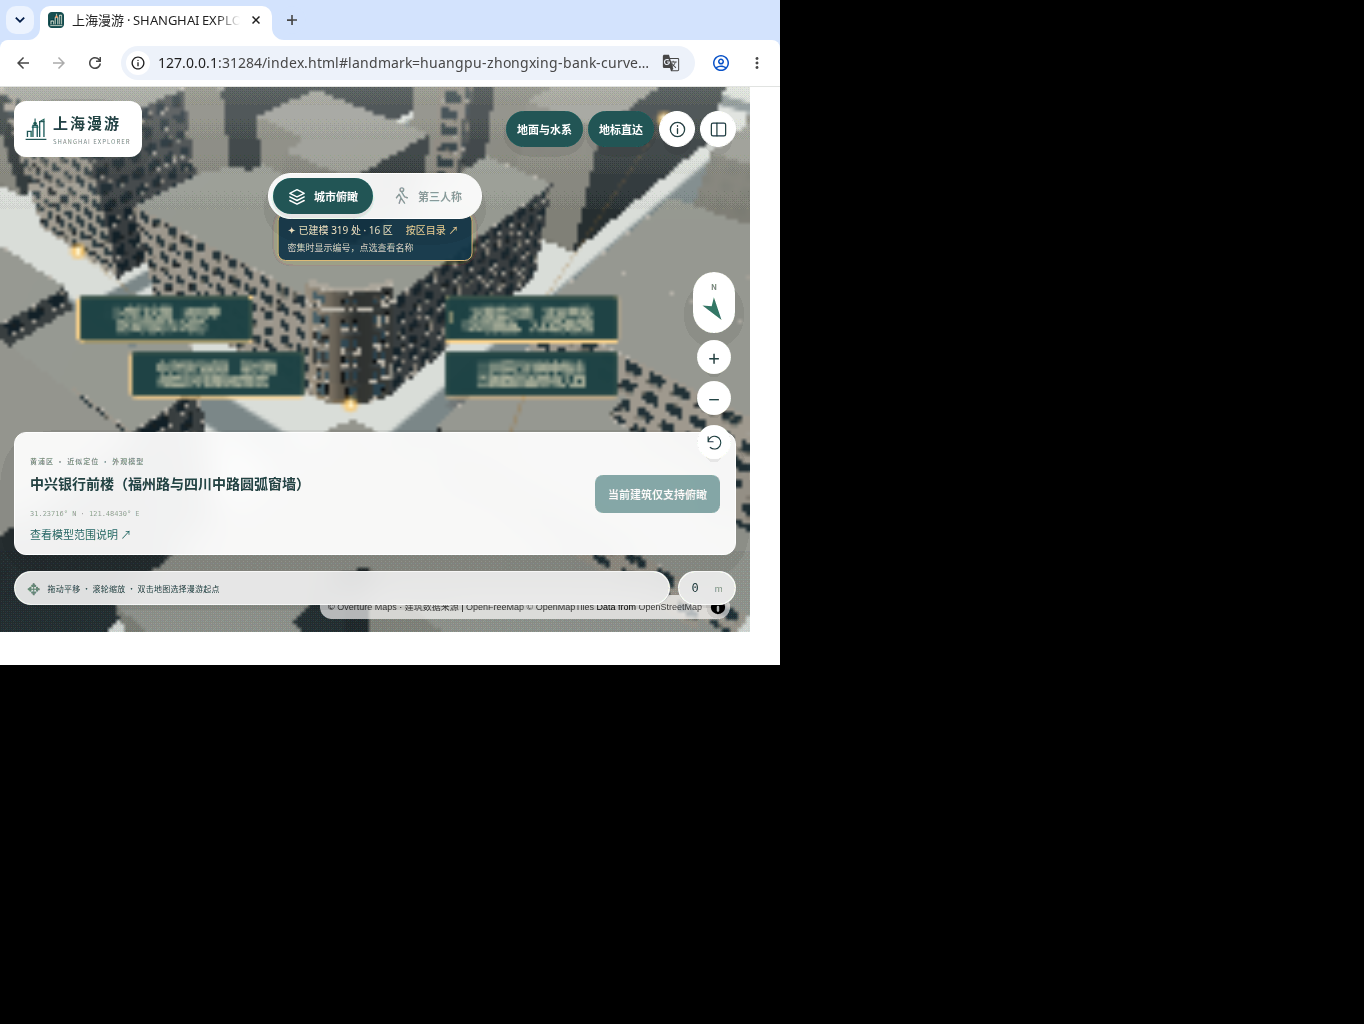 上海漫游 · SHANGHAI EXPLO
127.0.0.1:31284/index.html#landmark=huangpu-zhongxing-bank-curve...
上海漫游
SHANGHAI EXPLORER
地面与水系
地标直达
城市俯瞰
第三人称
✦ 已建模 319 处 · 16 区 按区目录 ↗
密集时显示编号，点选查看名称
N
+
−
黄浦区 · 近似定位 · 外观模型
中兴银行前楼（福州路与四川中路圆弧窗墙）
31.23716° N · 121.48430° E
查看模型范围说明 ↗
当前建筑仅支持俯瞰
拖动平移 · 滚轮缩放 · 双击地图选择漫游起点
0 m
© Overture Maps · 建筑数据来源 | OpenFreeMap © OpenMapTiles Data from OpenStreetMap